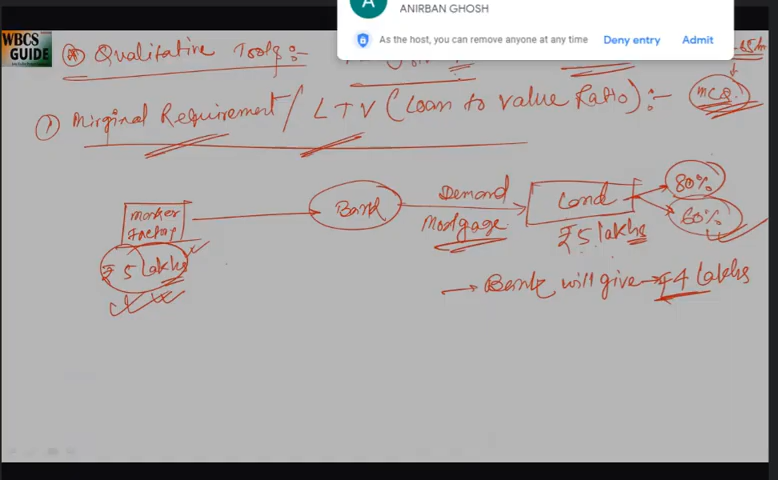 ANIRBAN GHOSH
As the host, you can remove anyone at any time Deny entry Admit
A
WBCS
GUIDE
Qualitative Tools :-
1) Mirginal Requirement / LTV (Loan to Value Ratio) :- MCQ
Marker
Factory
Bank
Demand
Mortgage
Land
80%
60%
₹ 5 lakhs
₹ 5 lakhs
→ Bank will give → ₹ 4 lakhs